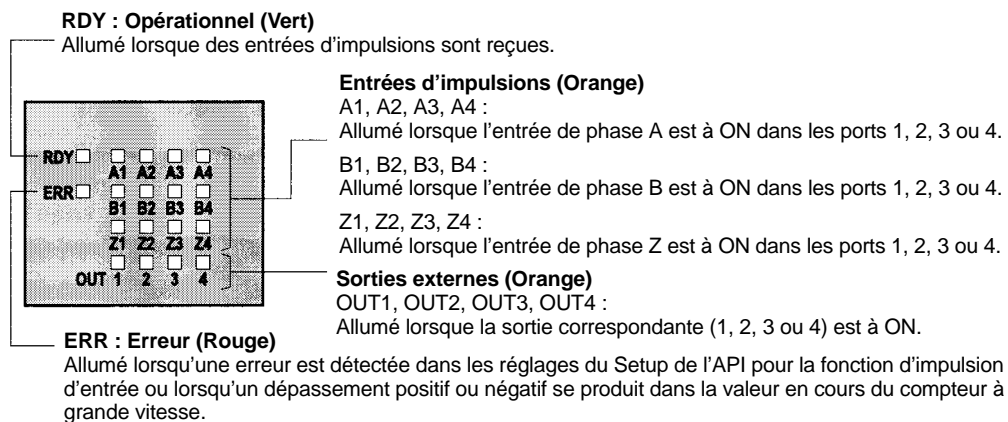 RDY : Opérationnel (Vert)
Allumé lorsque des entrées d'impulsions sont reçues.
Entrées d'impulsions (Orange)
A1, A2, A3, A4 :
Allumé lorsque l'entrée de phase A est à ON dans les ports 1, 2, 3 ou 4.
B1, B2, B3, B4 :
Allumé lorsque l'entrée de phase B est à ON dans les ports 1, 2, 3 ou 4.
Z1, Z2, Z3, Z4 :
Allumé lorsque l'entrée de phase Z est à ON dans les ports 1, 2, 3 ou 4.
Sorties externes (Orange)
OUT1, OUT2, OUT3, OUT4 :
Allumé lorsque la sortie correspondante (1, 2, 3 ou 4) est à ON.
RDY
A1 A2 A3 A4
ERR
B1 B2 B3 B4
Z1 Z2 Z3 Z4
OUT 1 2 3 4
ERR : Erreur (Rouge)
Allumé lorsqu'une erreur est détectée dans les réglages du Setup de l'API pour la fonction d'impulsion
d'entrée ou lorsqu'un dépassement positif ou négatif se produit dans la valeur en cours du compteur à
grande vitesse.